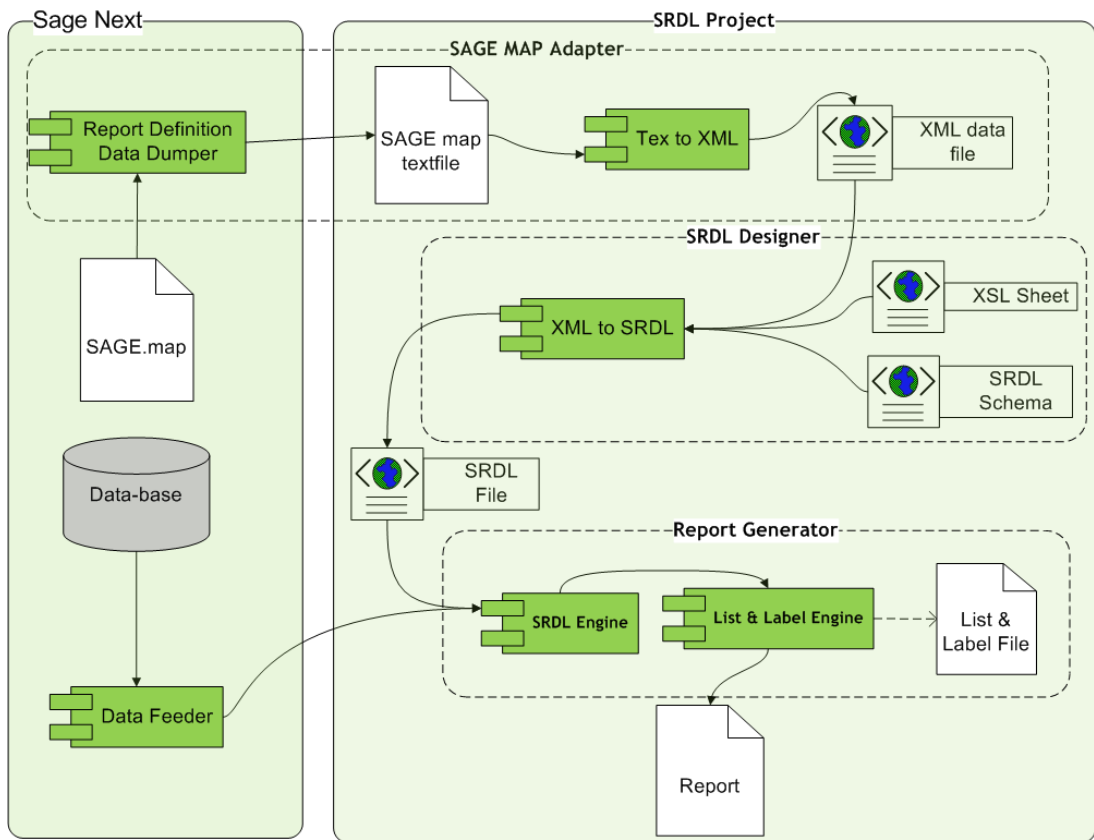 Sage Next
SRDL Project
SAGE MAP Adapter
Report Definition
Data Dumper
SAGE map
textfile
Tex to XML
XML data
file
SRDL Designer
SAGE.map
XML to SRDL
XSL Sheet
SRDL
Schema
Data-base
SRDL
File
Report Generator
SRDL Engine
List & Label Engine
List &
Label File
Data Feeder
Report